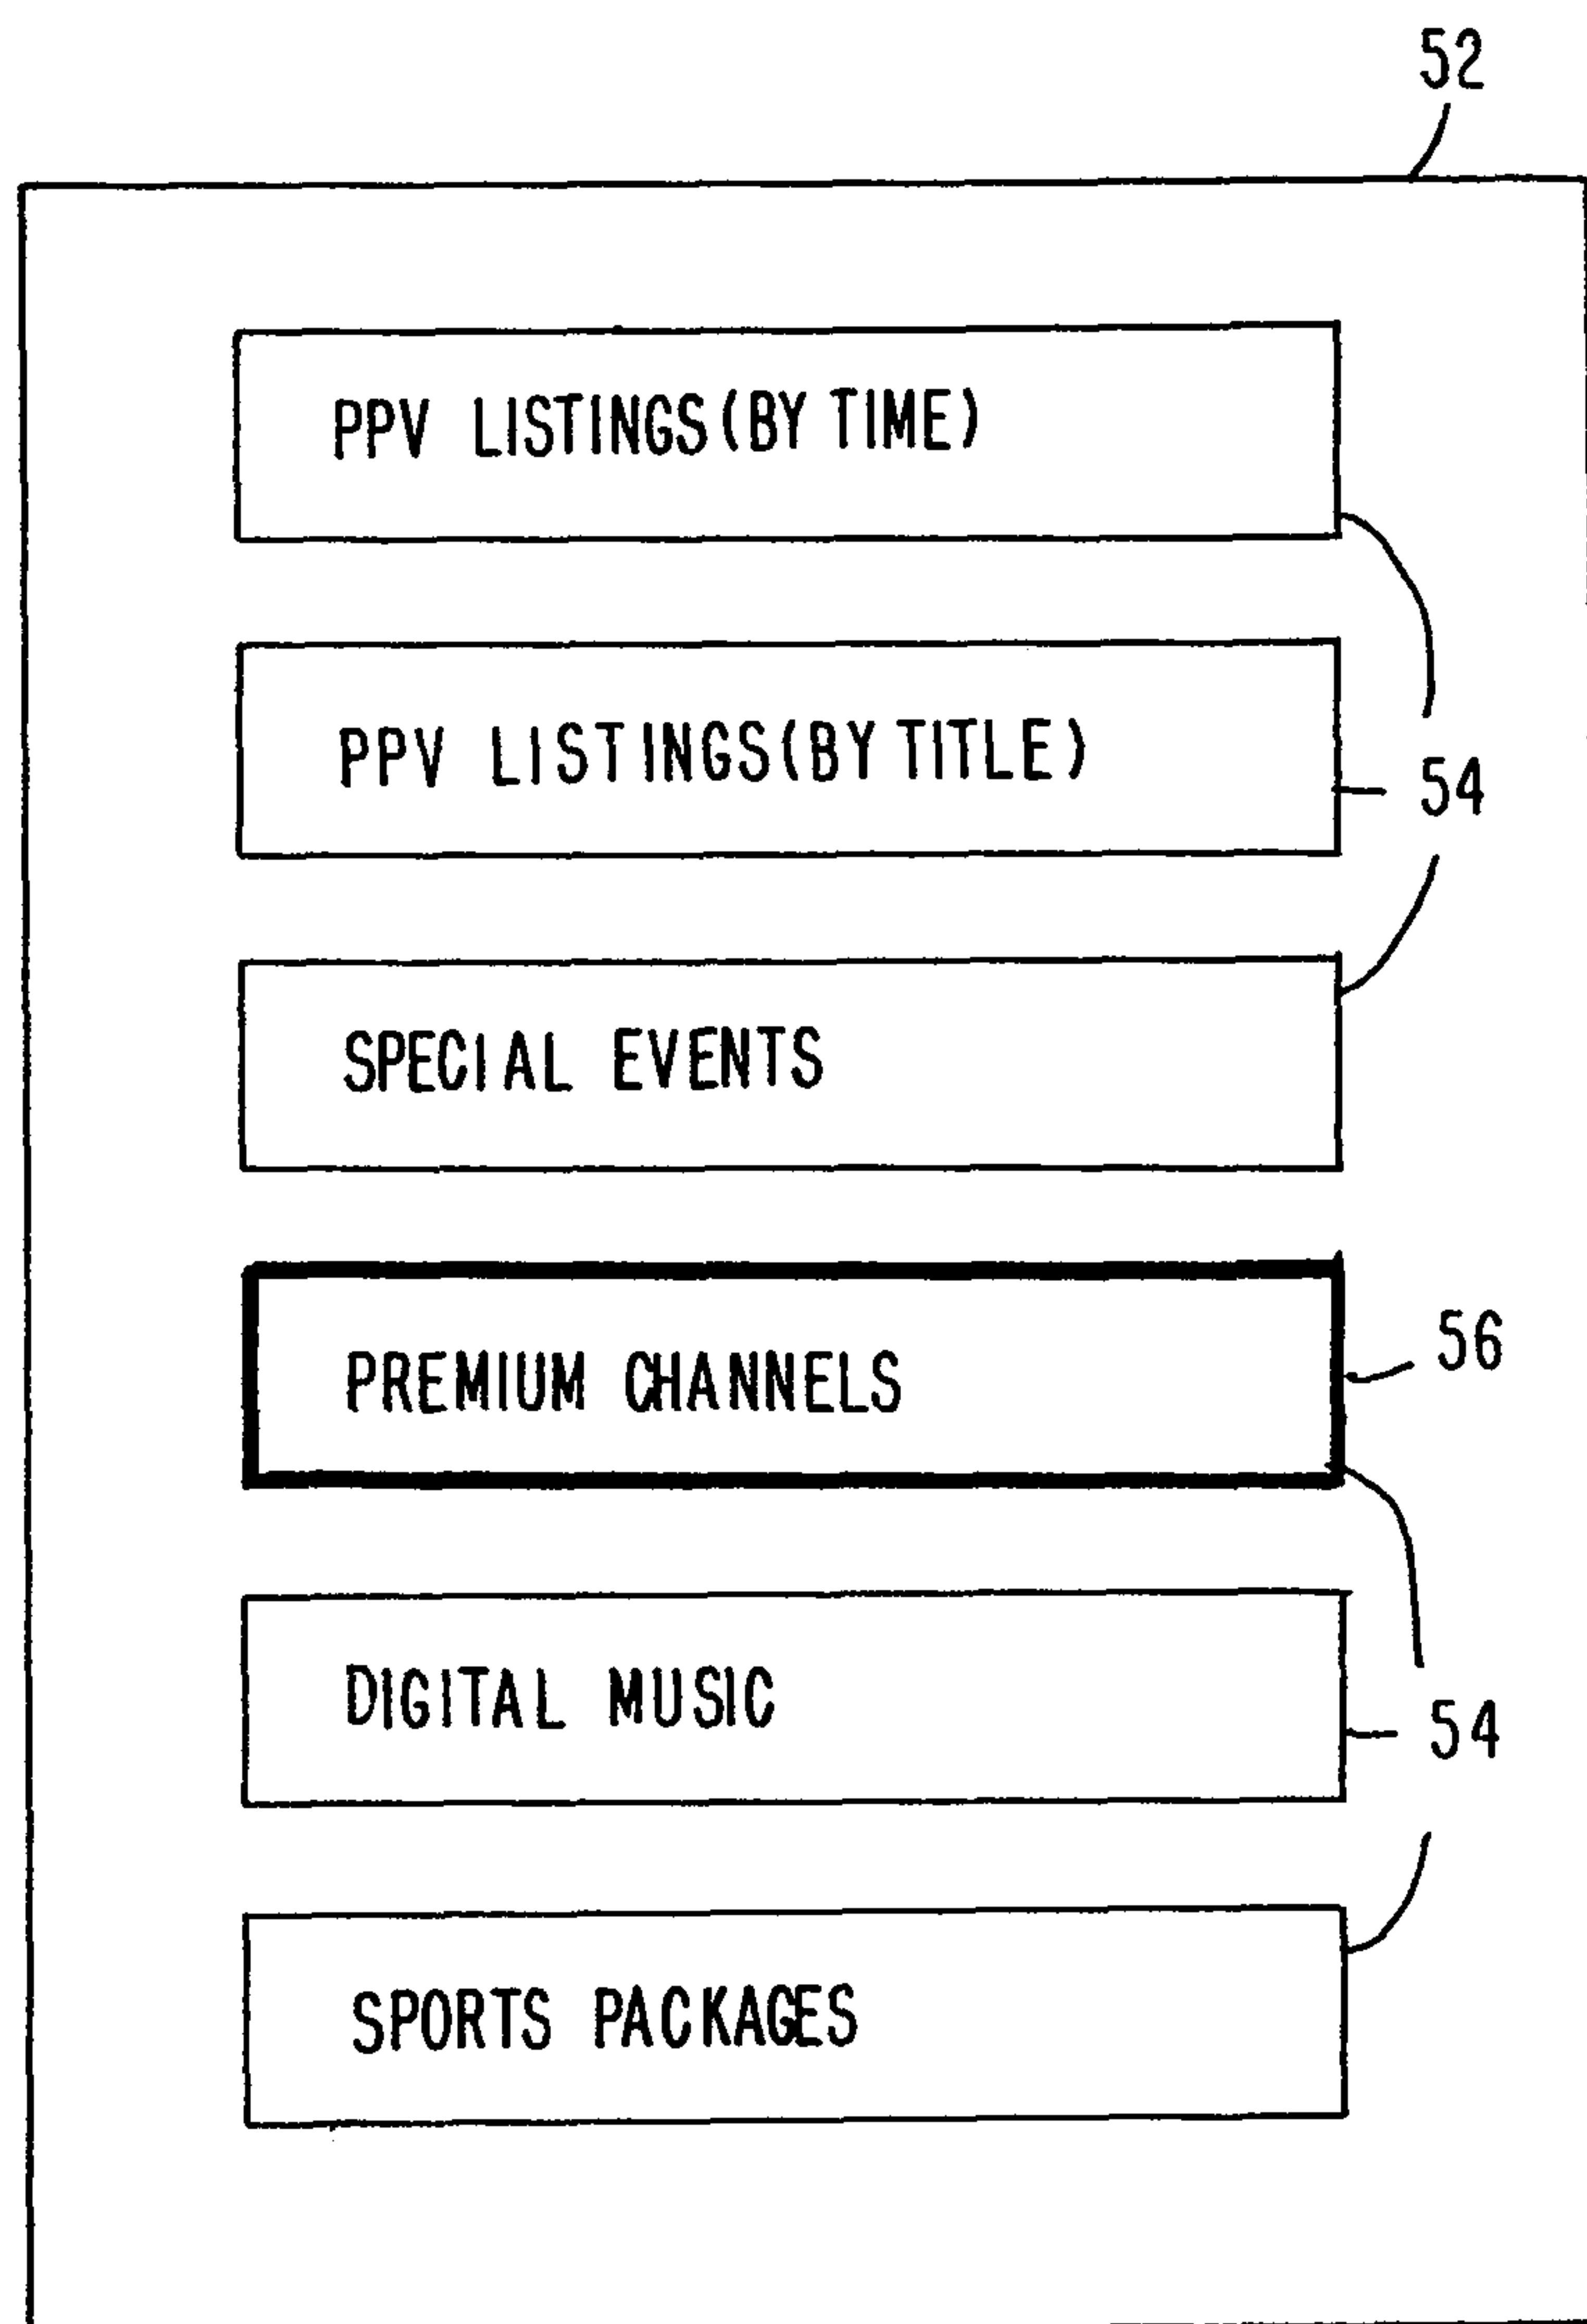 52
PPV LISTINGS(BY TIME)
PPV LISTINGS(BY TITLE)
54
SPECIAL EVENTS
56
PREMIUM CHANNELS
DIGITAL MUSIC
54
SPORTS PACKAGES